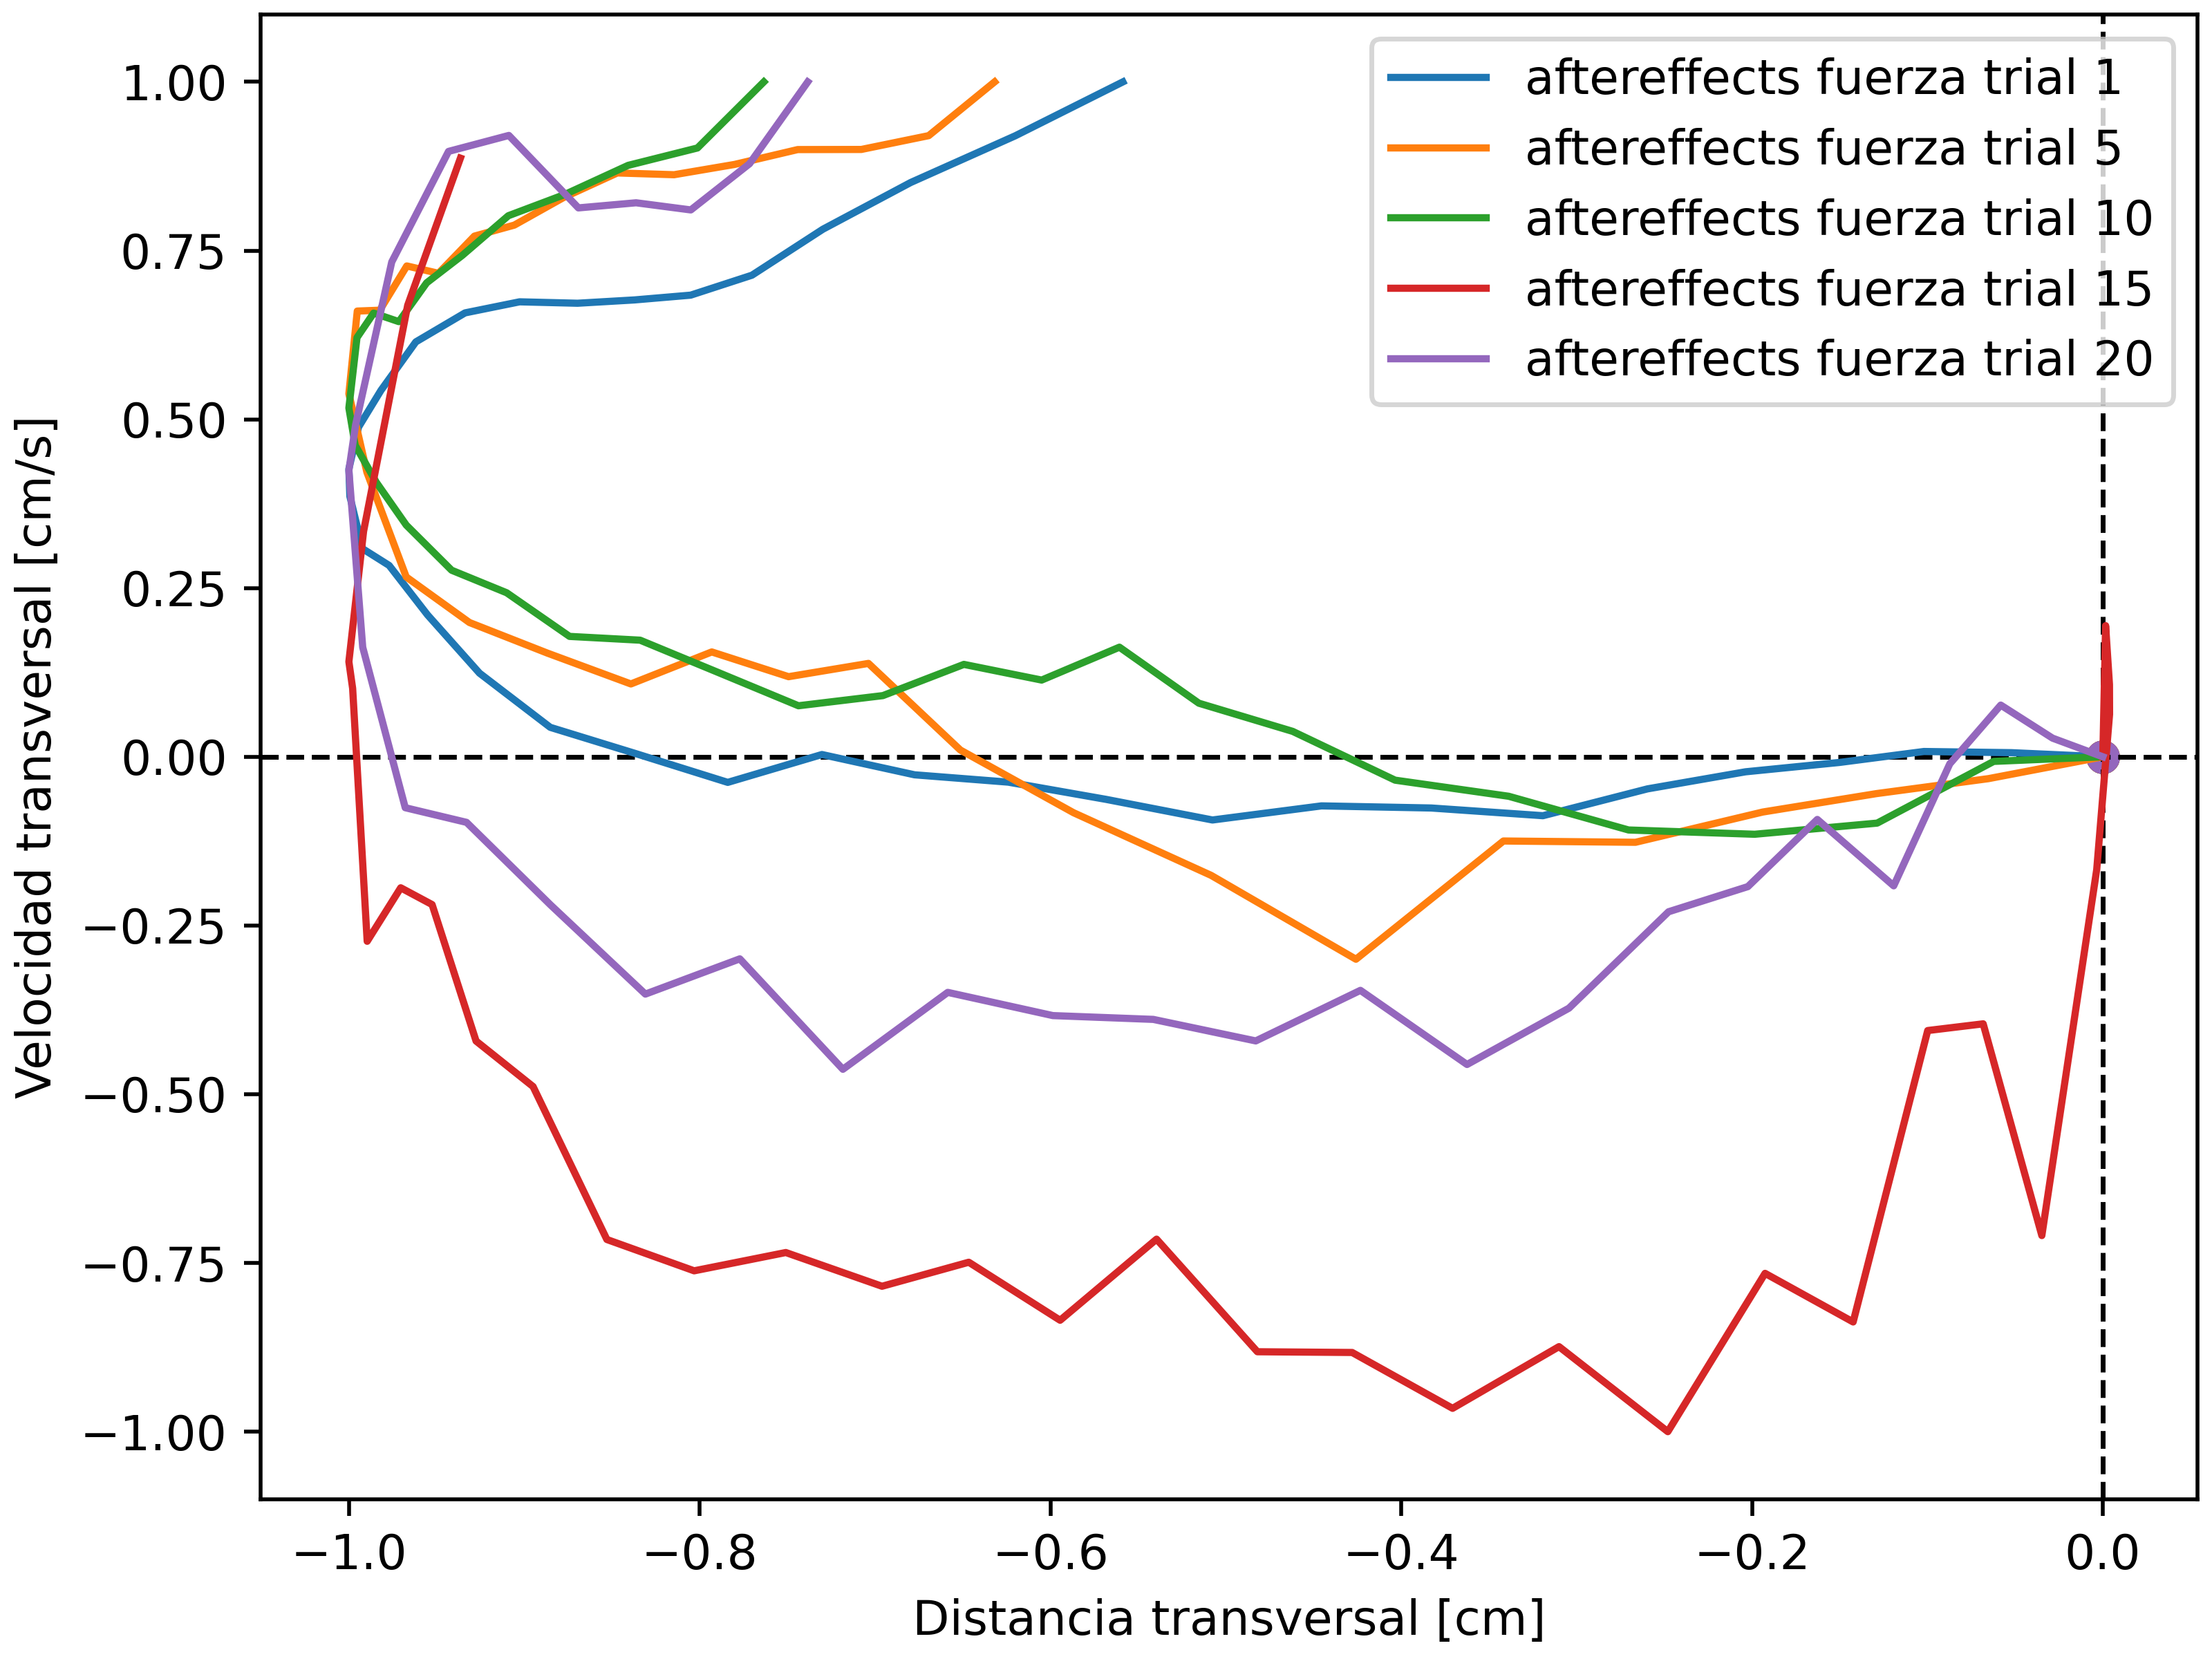 aftereffects fuerza trial 1
aftereffects fuerza trial 5
aftereffects fuerza trial 10
aftereffects fuerza trial 15
aftereffects fuerza trial 20
1.00
0.75
0.50
0.25
0.00
−0.25
−0.50
−0.75
−1.00
Velocidad transversal [cm/s]
−1.0 −0.8 −0.6 −0.4 −0.2 0.0
Distancia transversal [cm]